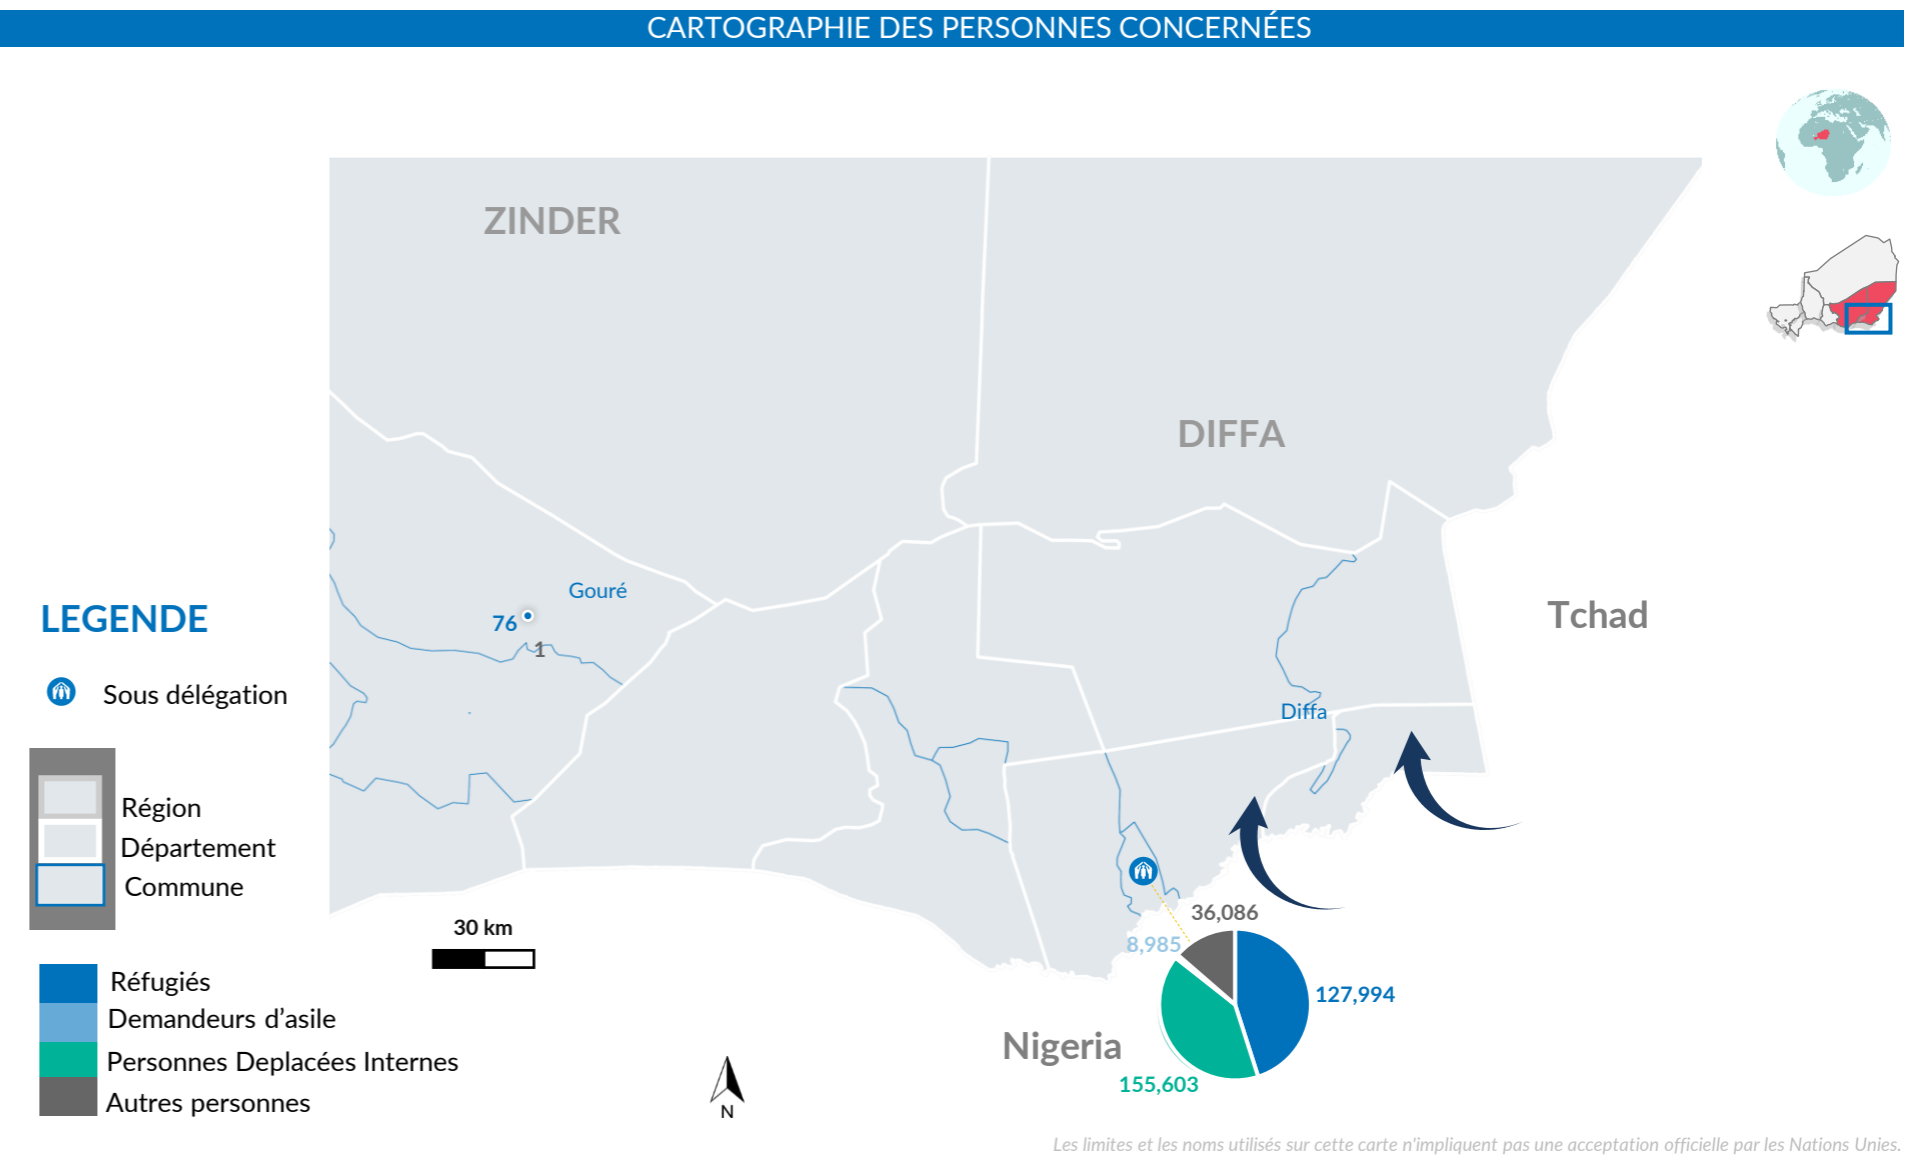 CARTOGRAPHIE DES PERSONNES CONCERNÉES
ZINDER
DIFFA
Gouré
76
1
Tchad
Diffa
LEGENDE
Sous délégation
Région
Département
Commune
30 km
36,086
8,985
127,994
Nigeria
155,603
Réfugiés
Demandeurs d'asile
Personnes Deplacées Internes
Autres personnes
N
Les limites et les noms utilisés sur cette carte n'impliquent pas une acceptation officielle par les Nations Unies.